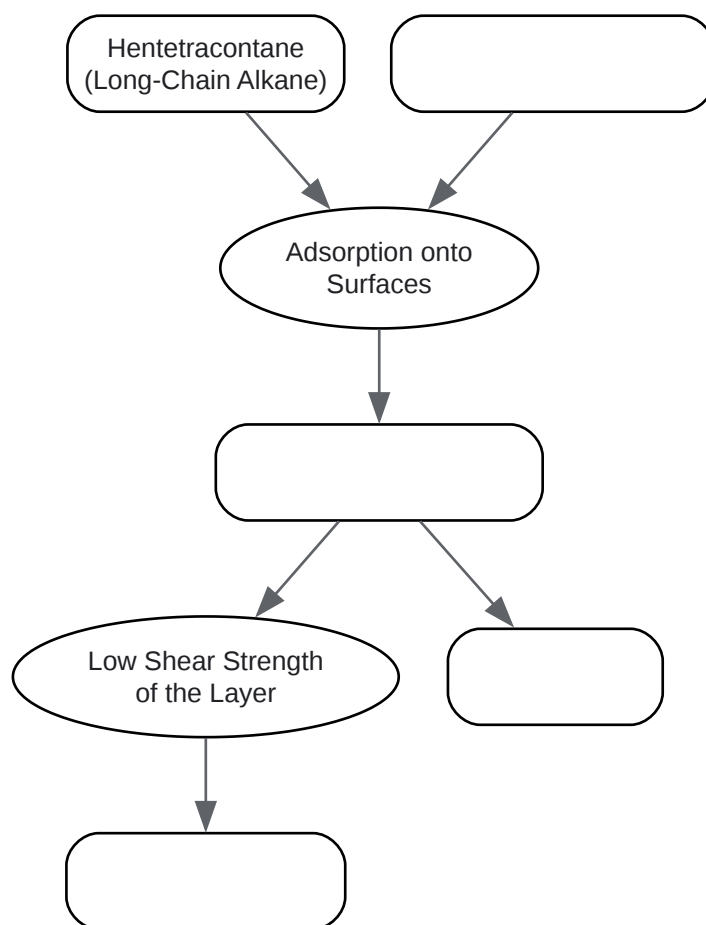 Hentetracontane
(Long-Chain Alkane)
Adsorption onto
Surfaces
Low Shear Strength
of the Layer